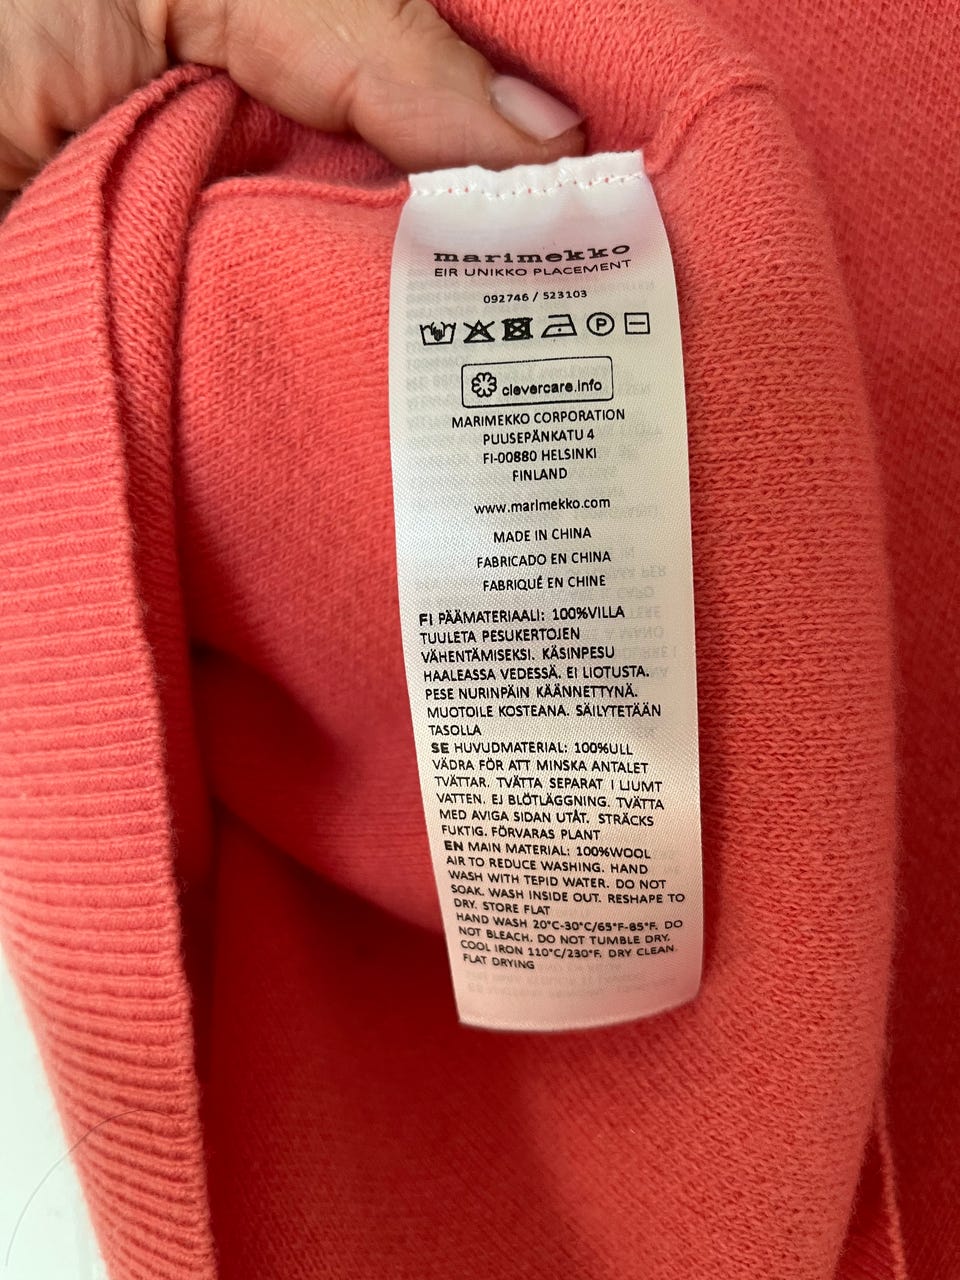 marimekko
EIR UNIKKO PLACEMENT
092746 / 523103
P
clevercare.info
MARIMEKKO CORPORATION
PUUSEPÄNKATU 4
FI-00880 HELSINKI
FINLAND
www.marimekko.com
MADE IN CHINA
FABRICADO EN CHINA
FABRIQUÉ EN CHINE
FI PÄÄMATERIAALI: 100%VILLA
TUULETA PESUKERTOJEN
VÄHENTÄMISEKSI. KÄSINPESU
HAALEASSA VEDESSÄ. EI LIOTUSTA.
PESE NURINPÄIN KÄÄNNETTYNÄ.
MUOTOILE KOSTEANA. SÄILYTETÄÄN
TASOLLA
SE HUVUDMATERIAL: 100%ULL
VÄDRA FÖR ATT MINSKA ANTALET
TVÄTTAR. TVÄTTA SEPARAT I LJUMT
VATTEN. EJ BLÖTLÄGGNING. TVÄTTA
MED AVIGA SIDAN UTÅT. STRÄCKS
FUKTIG. FÖRVARAS PLANT
EN MAIN MATERIAL: 100%WOOL
AIR TO REDUCE WASHING. HAND
WASH WITH TEPID WATER. DO NOT
SOAK. WASH INSIDE OUT. RESHAPE TO
DRY. STORE FLAT
HAND WASH 20°C-30°C/65°F-85°F. DO
NOT BLEACH. DO NOT TUMBLE DRY.
COOL IRON 110°C/230°F. DRY CLEAN.
FLAT DRYING